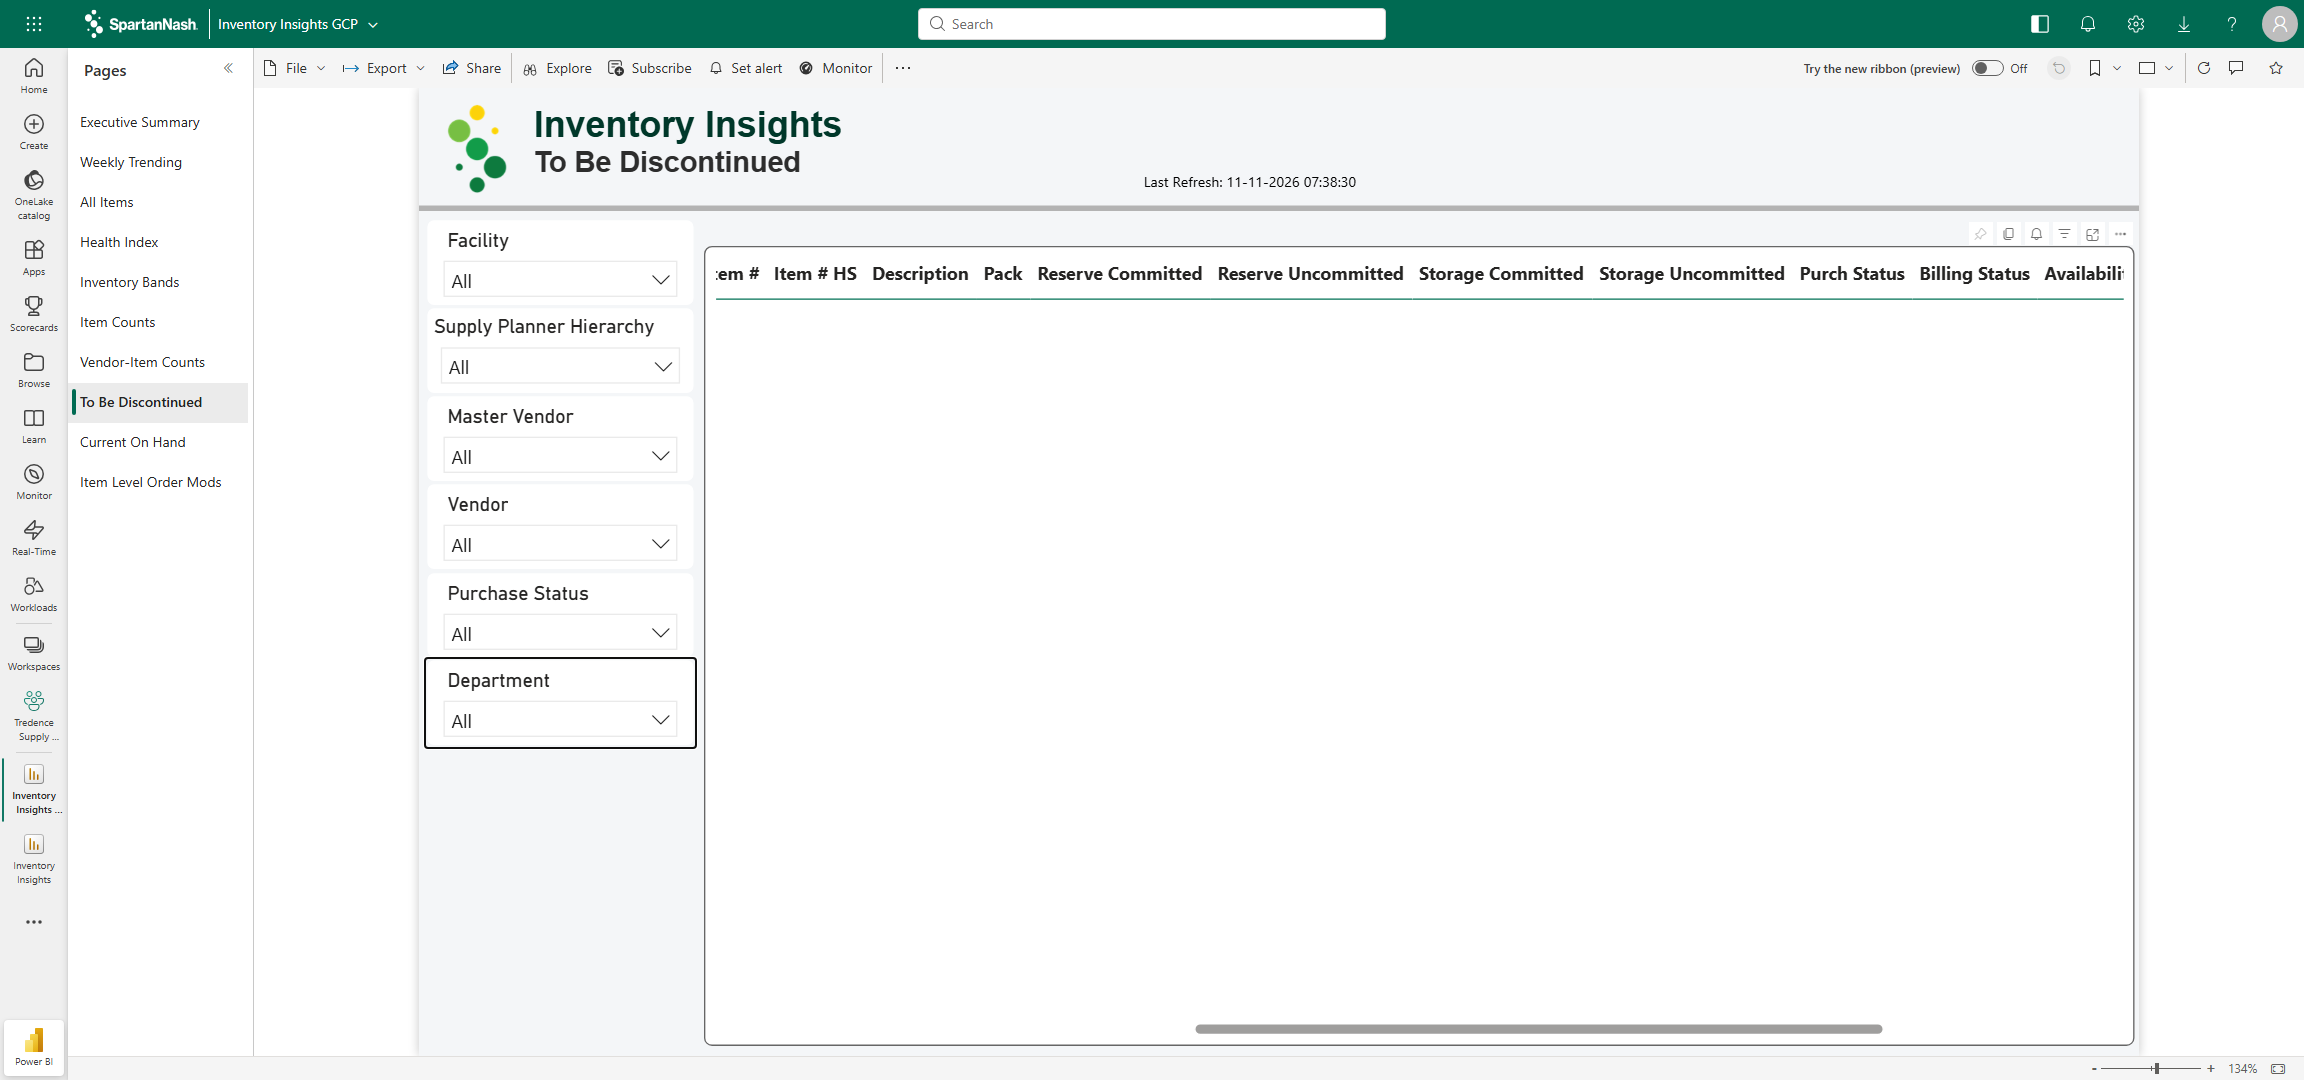 SpartanNash
Inventory Insights GCP
Search
Home
Create
OneLake
catalog
Apps
Scorecards
Browse
Learn
Monitor
Real-Time
Workloads
Workspaces
Tredence
Supply ...
Inventory
Insights ...
Inventory
Insights
Power BI
Pages
Executive Summary
Weekly Trending
All Items
Health Index
Inventory Bands
Item Counts
Vendor-Item Counts
To Be Discontinued
Current On Hand
Item Level Order Mods
File
Export
Share
Explore
Subscribe
Set alert
Monitor
Try the new ribbon (preview)
Off
Inventory Insights
To Be Discontinued
Last Refresh: 11-11-2026 07:38:30
Facility
All
Supply Planner Hierarchy
All
Master Vendor
All
Vendor
All
Purchase Status
All
Department
All
tem # Item # HS Description Pack Reserve Committed Reserve Uncommitted Storage Committed Storage Uncommitted Purch Status Billing Status Availabilit
- + 134%